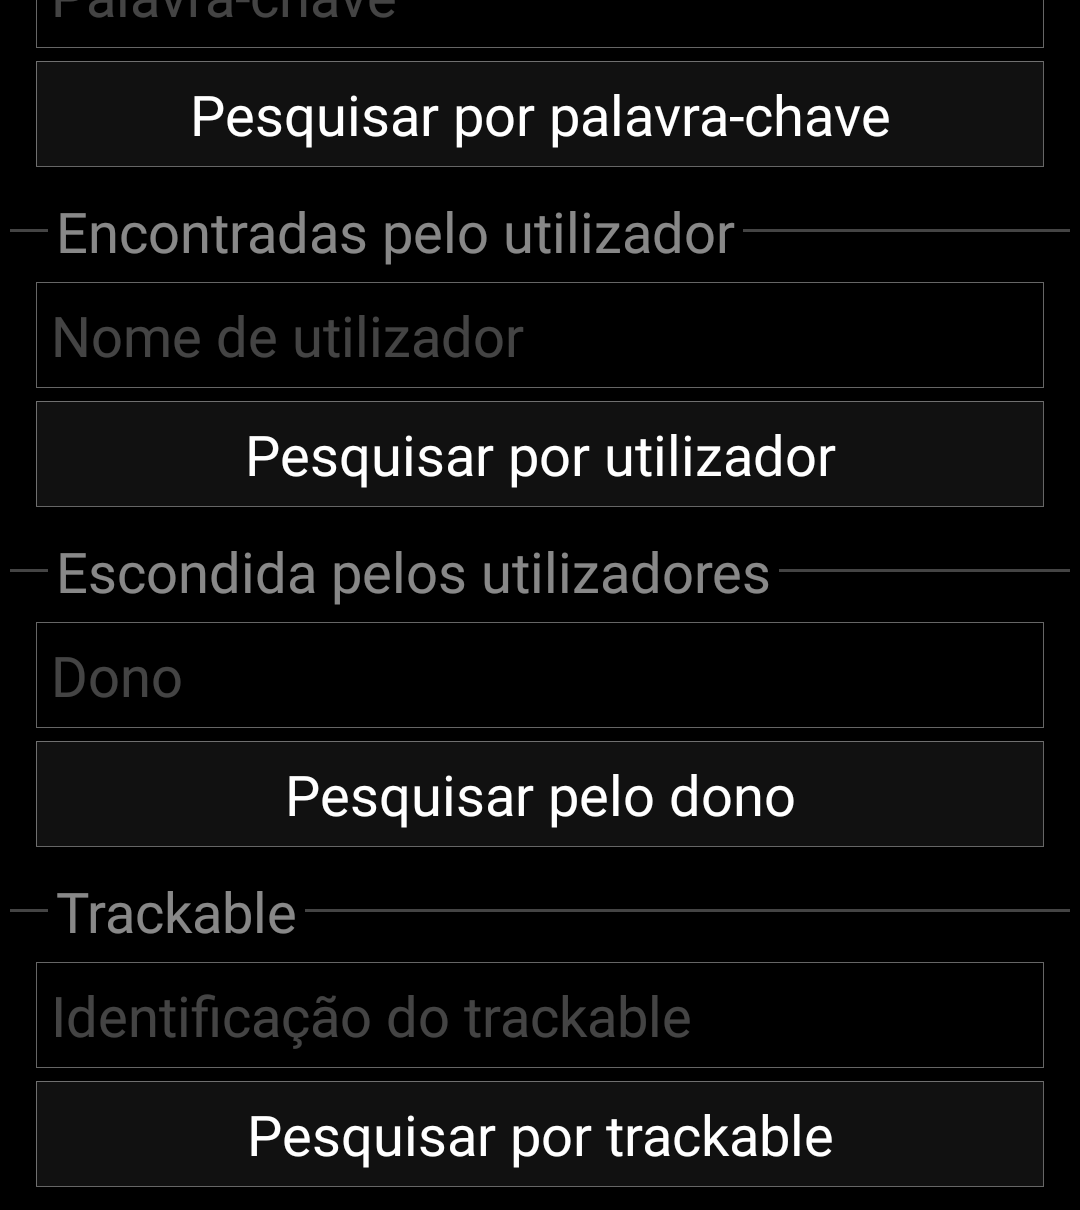 Palavra-chave
Pesquisar por palavra-chave
Encontradas pelo utilizador
Nome de utilizador
Pesquisar por utilizador
Escondida pelos utilizadores
Dono
Pesquisar pelo dono
Trackable
Identificação do trackable
Pesquisar por trackable